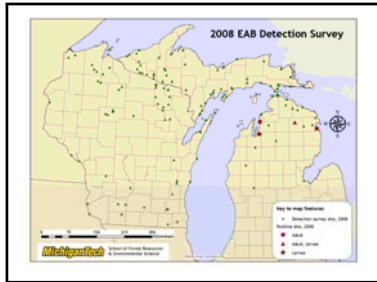 2008 EAB Detection Survey
Key to map features
Detection survey site, 2008
Positive site, 2008
Adult
Adult, larvae
Larvae
MichiganTech
School of Forest Resources
& Environmental Science